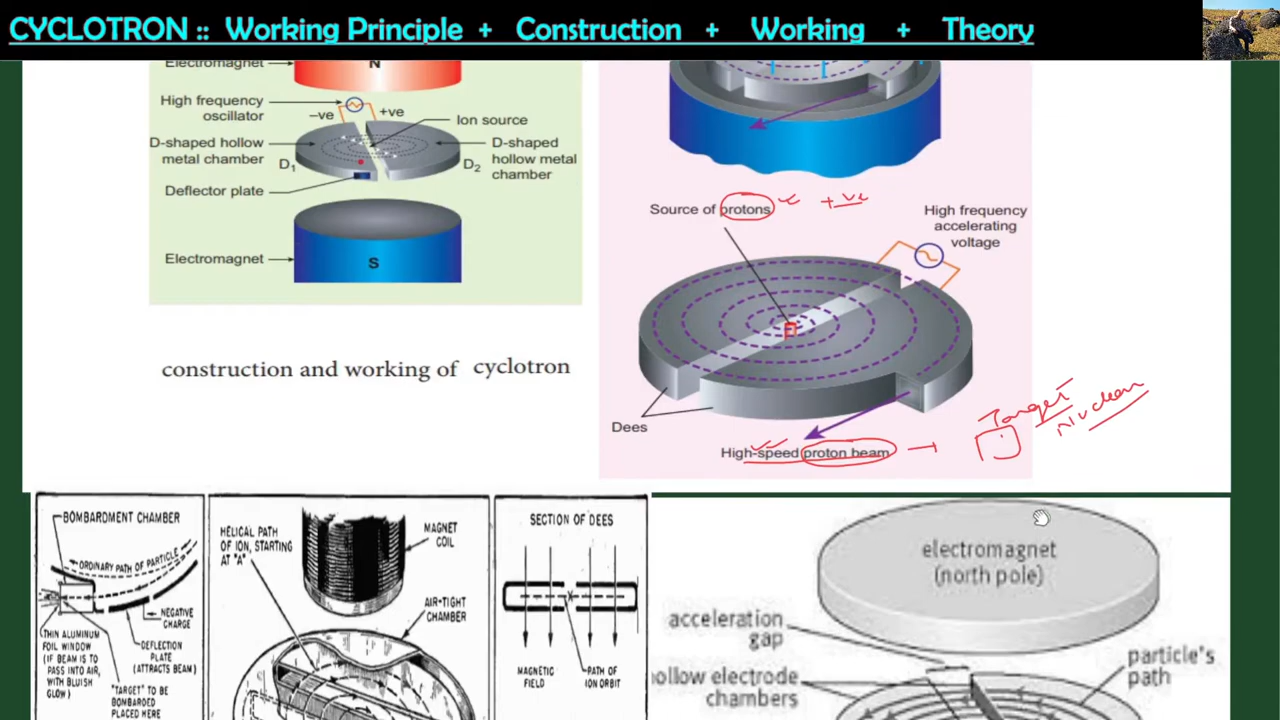 CYCLOTRON :: Working Principle + Construction + Working + Theory
Electromagnet
N
High frequency
oscillator
–ve
+ve
Ion source
D-shaped hollow
metal chamber
D1
D2
D-shaped
hollow metal
chamber
Deflector plate
Electromagnet
S
construction and working of cyclotron
Source of protons
+ve
High frequency
accelerating
voltage
Dees
High-speed proton beam
Target
Nuclear
BOMBARDMENT CHAMBER
ORDINARY PATH OF PARTICLE
NEGATIVE
CHARGE
THIN ALUMINUM
FOIL WINDOW
(IF BEAM IS TO
PASS INTO AIR,
WITH BLUISH
GLOW)
DEFLECTION
PLATE
(ATTRACTS BEAM)
"TARGET" TO BE
BOMBARDED
PLACED HERE
HELICAL PATH
OF ION, STARTING
AT "A"
MAGNET
COIL
AIR-TIGHT
CHAMBER
SECTION OF DEES
X
MAGNETIC
FIELD
PATH OF
ION ORBIT
electromagnet
(north pole)
acceleration
gap
hollow electrode
chambers
particle's
path